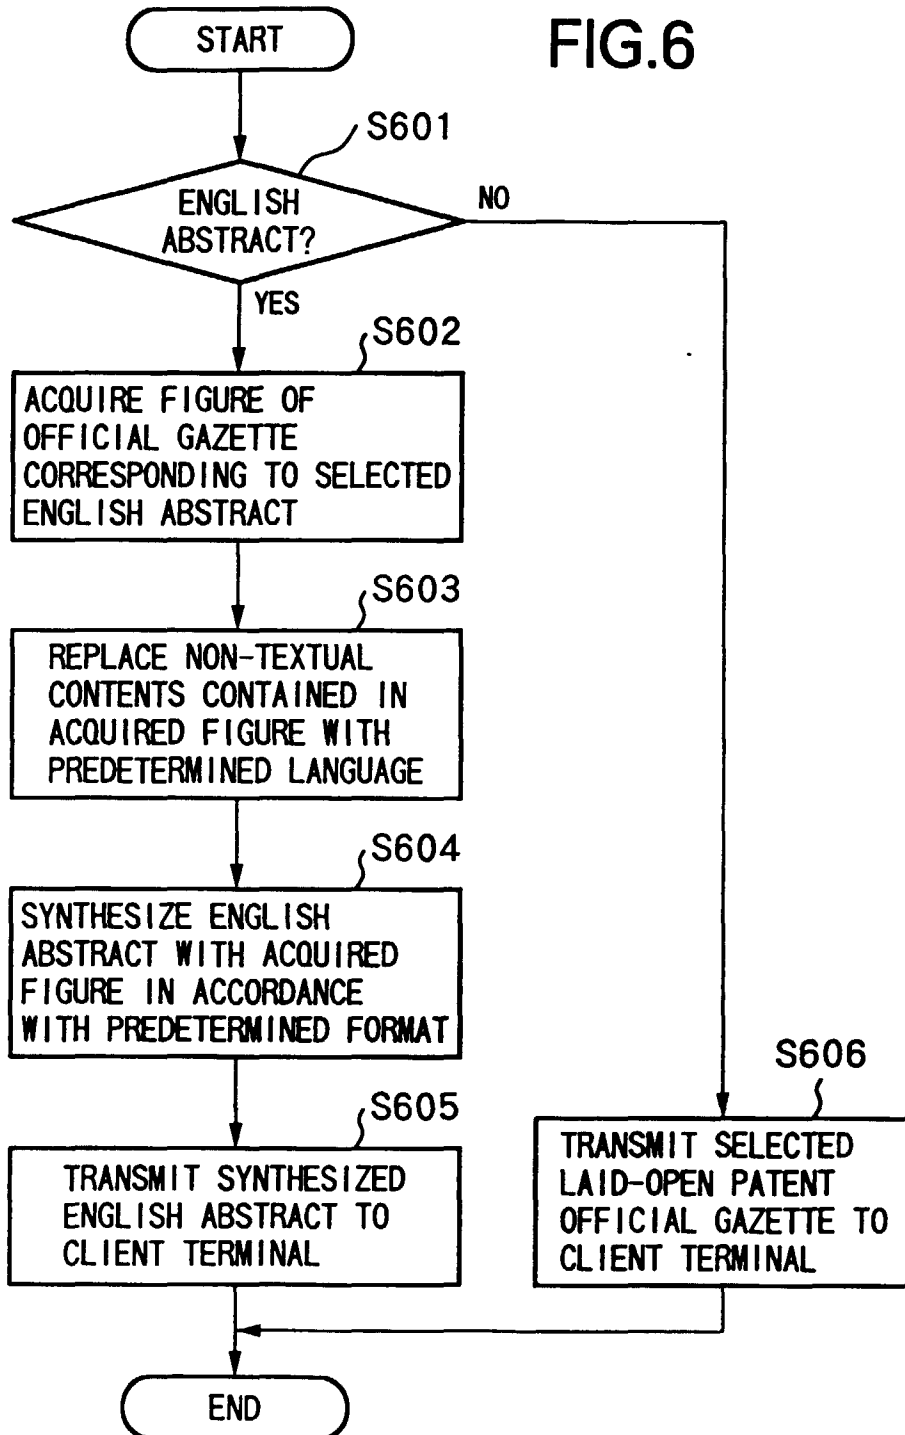 START
FIG.6
S601
ENGLISH
ABSTRACT?
NO
YES
S602
ACQUIRE FIGURE OF
OFFICIAL GAZETTE
CORRESPONDING TO SELECTED
ENGLISH ABSTRACT
S603
REPLACE NON-TEXTUAL
CONTENTS CONTAINED IN
ACQUIRED FIGURE WITH
PREDETERMINED LANGUAGE
S604
SYNTHESIZE ENGLISH
ABSTRACT WITH ACQUIRED
FIGURE IN ACCORDANCE
WITH PREDETERMINED FORMAT
S605
TRANSMIT SYNTHESIZED
ENGLISH ABSTRACT TO
CLIENT TERMINAL
S606
TRANSMIT SELECTED
LAID-OPEN PATENT
OFFICIAL GAZETTE TO
CLIENT TERMINAL
END